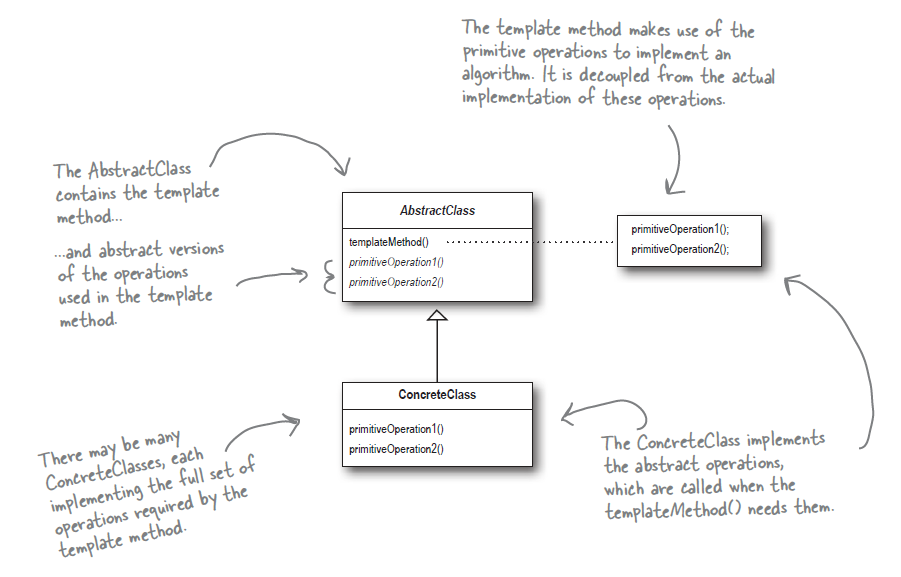 The template method makes use of the
primitive operations to implement an
algorithm. It is decoupled from the actual
implementation of these operations.
The AbstractClass
contains the template
method...
...and abstract versions
of the operations
used in the template
method.
AbstractClass
templateMethod()
primitiveOperation1()
primitiveOperation2()
primitiveOperation1();
primitiveOperation2();
ConcreteClass
primitiveOperation1()
primitiveOperation2()
There may be many
ConcreteClasses, each
implementing the full set of
operations required by the
template method.
The ConcreteClass implements
the abstract operations,
which are called when the
templateMethod() needs them.